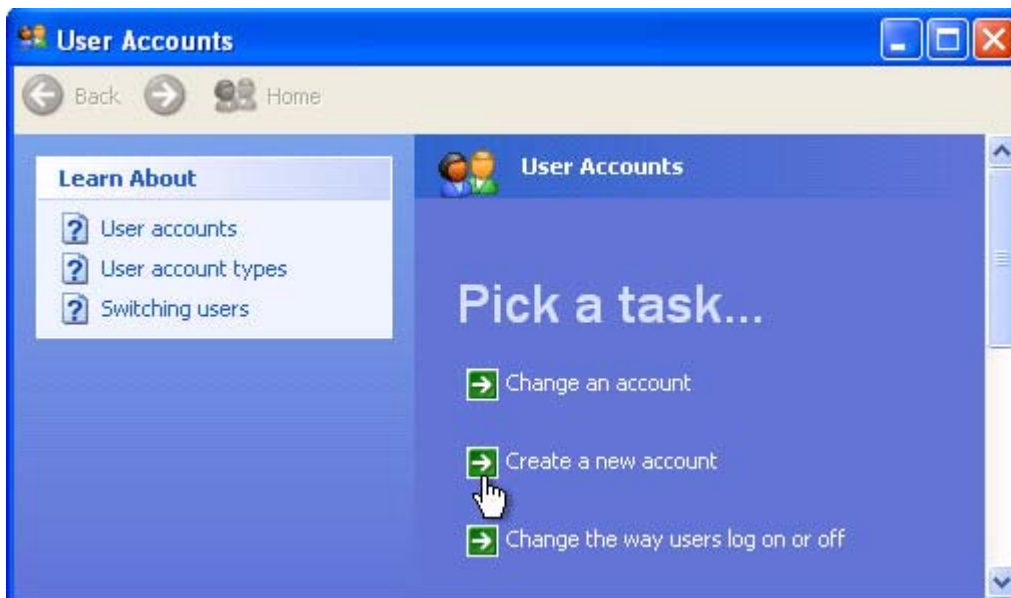 User Accounts
Back
Home
Learn About
User accounts
User account types
Switching users
User Accounts
Pick a task...
Change an account
Create a new account
Change the way users log on or off